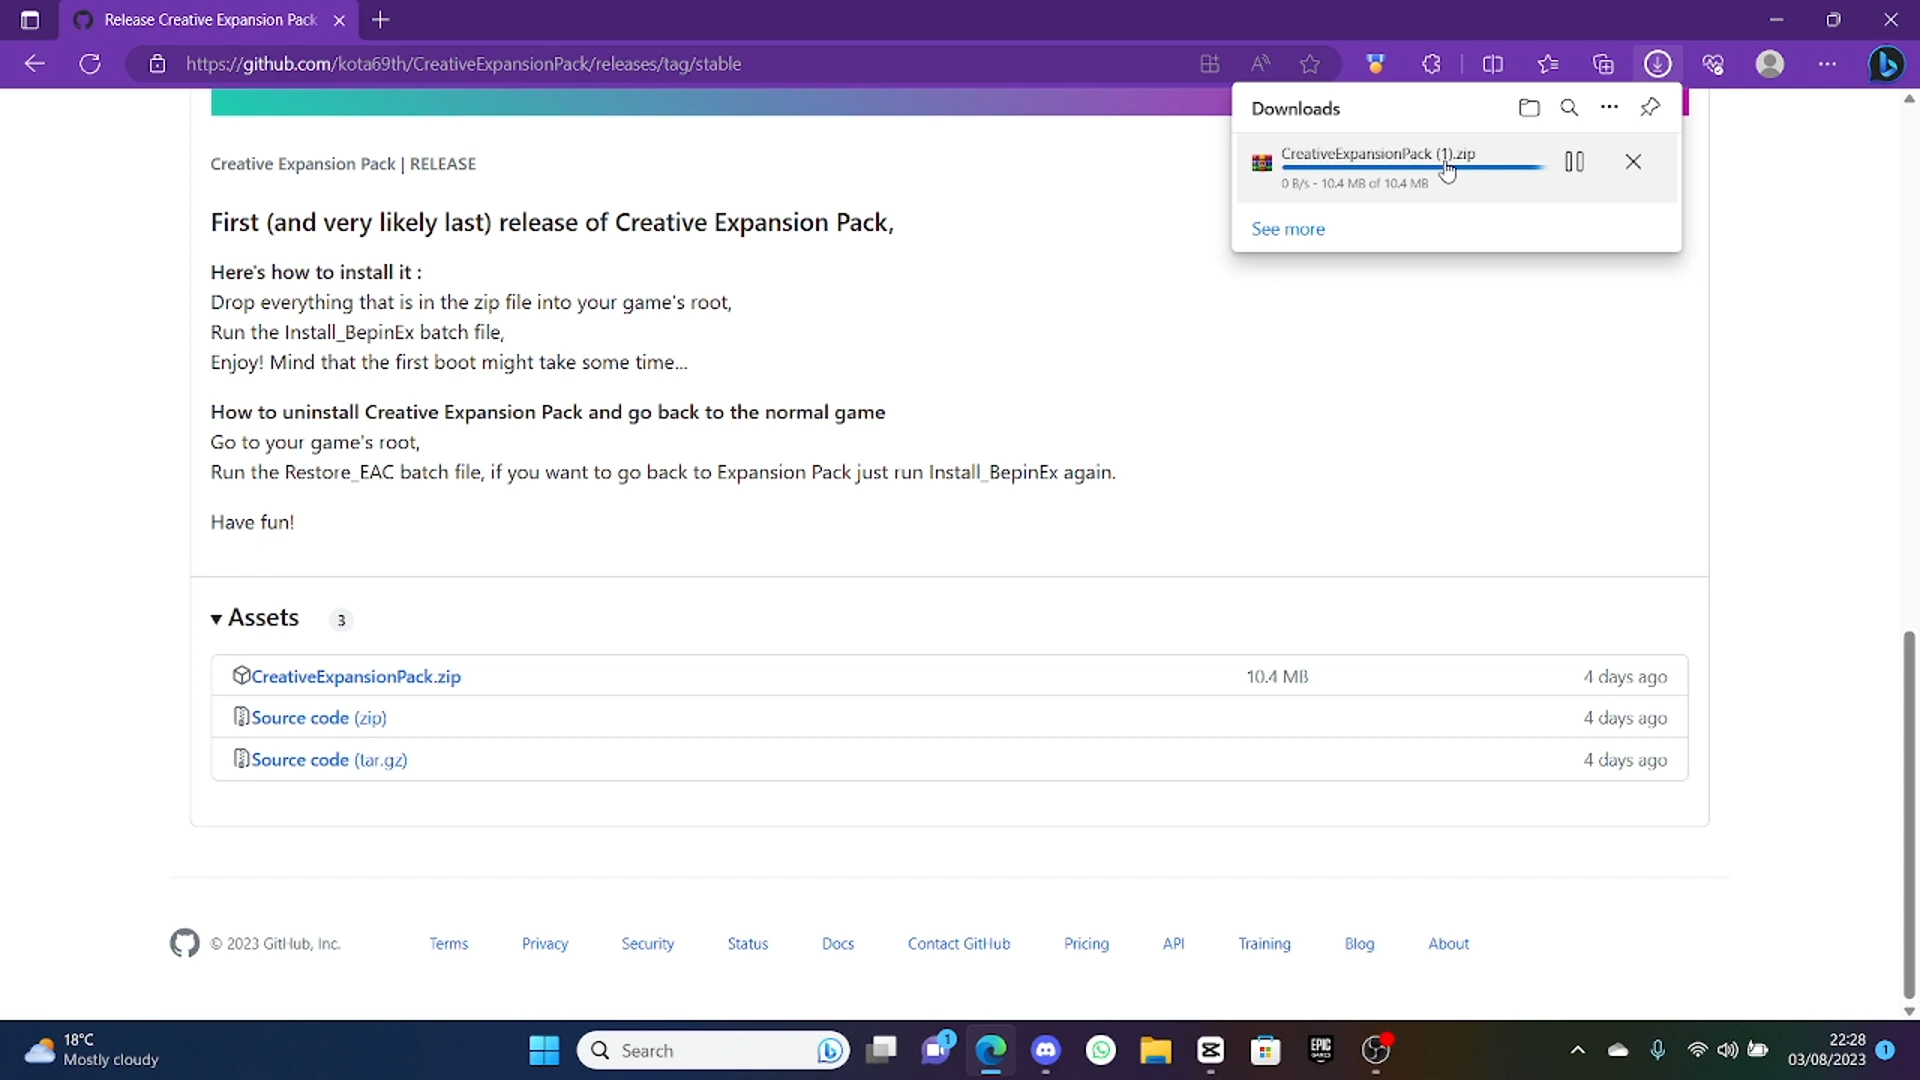 Release Creative Expansion Pack
https://github.com/kota69th/CreativeExpansionPack/releases/tag/stable
Downloads
CreativeExpansionPack (1).zip
0 B/s - 10.4 MB of 10.4 MB
See more
Creative Expansion Pack | RELEASE
First (and very likely last) release of Creative Expansion Pack,
Here's how to install it :
Drop everything that is in the zip file into your game's root,
Run the Install_BepinEx batch file,
Enjoy! Mind that the first boot might take some time...
How to uninstall Creative Expansion Pack and go back to the normal game
Go to your game's root,
Run the Restore_EAC batch file, if you want to go back to Expansion Pack just run Install_BepinEx again.
Have fun!
Assets 3
CreativeExpansionPack.zip 10.4 MB 4 days ago
Source code (zip) 4 days ago
Source code (tar.gz) 4 days ago
© 2023 GitHub, Inc. Terms Privacy Security Status Docs Contact GitHub Pricing API Training Blog About
18°C
Mostly cloudy
Search
1
EPIC GAMES
22:28
03/08/2023
1